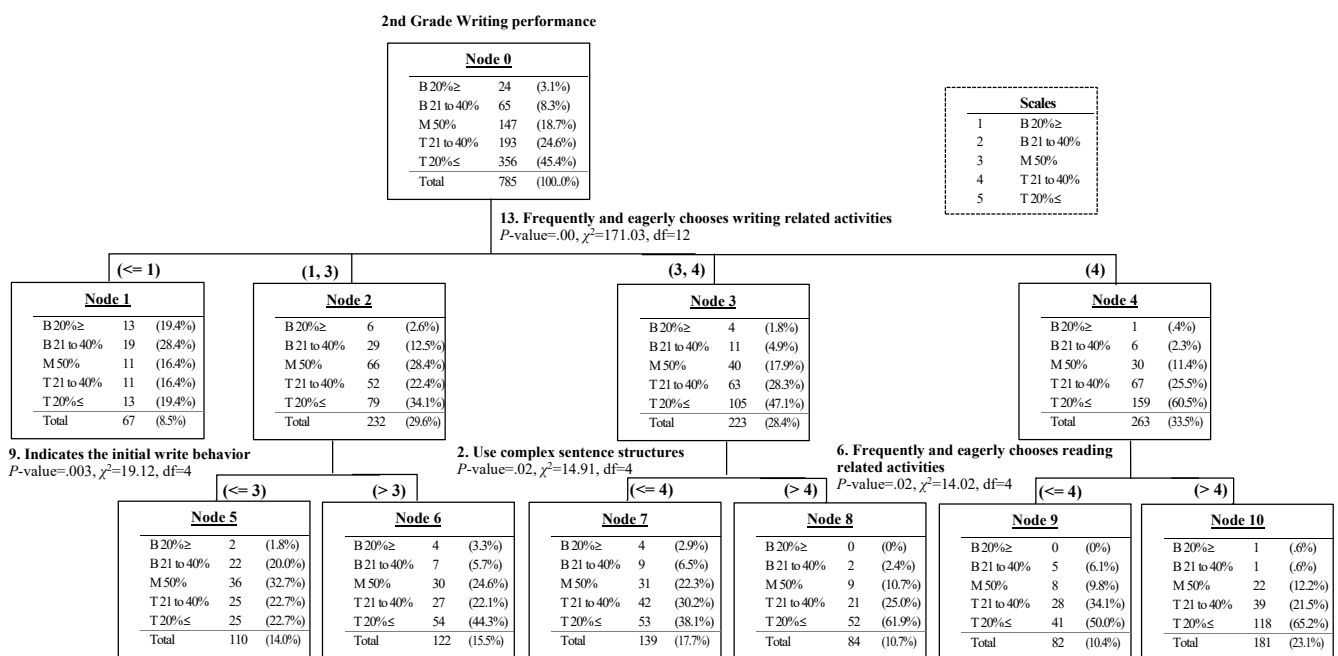 2nd Grade Writing performance
Node 0
B 20%≥ 24 (3.1%)
B 21 to 40% 65 (8.3%)
M 50% 147 (18.7%)
T 21 to 40% 193 (24.6%)
T 20%≤ 356 (45.4%)
Total 785 (100..0%)
Scales
1 B 20%≥
2 B 21 to 40%
3 M 50%
4 T 21 to 40%
5 T 20%≤
13. Frequently and eagerly chooses writing related activities
P-value=.00, χ²=171.03, df=12
(<= 1)
Node 1
B 20%≥ 13 (19.4%)
B 21 to 40% 19 (28.4%)
M 50% 11 (16.4%)
T 21 to 40% 11 (16.4%)
T 20%≤ 13 (19.4%)
Total 67 (8.5%)
(1, 3)
Node 2
B 20%≥ 6 (2.6%)
B 21 to 40% 29 (12.5%)
M 50% 66 (28.4%)
T 21 to 40% 52 (22.4%)
T 20%≤ 79 (34.1%)
Total 232 (29.6%)
(3, 4)
Node 3
B 20%≥ 4 (1.8%)
B 21 to 40% 11 (4.9%)
M 50% 40 (17.9%)
T 21 to 40% 63 (28.3%)
T 20%≤ 105 (47.1%)
Total 223 (28.4%)
(4)
Node 4
B 20%≥ 1 (.4%)
B 21 to 40% 6 (2.3%)
M 50% 30 (11.4%)
T 21 to 40% 67 (25.5%)
T 20%≤ 159 (60.5%)
Total 263 (33.5%)
9. Indicates the initial write behavior
P-value=.003, χ²=19.12, df=4
(<= 3)
Node 5
B 20%≥ 2 (1.8%)
B 21 to 40% 22 (20.0%)
M 50% 36 (32.7%)
T 21 to 40% 25 (22.7%)
T 20%≤ 25 (22.7%)
Total 110 (14.0%)
(> 3)
Node 6
B 20%≥ 4 (3.3%)
B 21 to 40% 7 (5.7%)
M 50% 30 (24.6%)
T 21 to 40% 27 (22.1%)
T 20%≤ 54 (44.3%)
Total 122 (15.5%)
2. Use complex sentence structures
P-value=.02, χ²=14.91, df=4
(<= 4)
Node 7
B 20%≥ 4 (2.9%)
B 21 to 40% 9 (6.5%)
M 50% 31 (22.3%)
T 21 to 40% 42 (30.2%)
T 20%≤ 53 (38.1%)
Total 139 (17.7%)
(> 4)
Node 8
B 20%≥ 0 (0%)
B 21 to 40% 2 (2.4%)
M 50% 9 (10.7%)
T 21 to 40% 21 (25.0%)
T 20%≤ 52 (61.9%)
Total 84 (10.7%)
6. Frequently and eagerly chooses reading
related activities
P-value=.02, χ²=14.02, df=4
(<= 4)
Node 9
B 20%≥ 0 (0%)
B 21 to 40% 5 (6.1%)
M 50% 8 (9.8%)
T 21 to 40% 28 (34.1%)
T 20%≤ 41 (50.0%)
Total 82 (10.4%)
(> 4)
Node 10
B 20%≥ 1 (.6%)
B 21 to 40% 1 (.6%)
M 50% 22 (12.2%)
T 21 to 40% 39 (21.5%)
T 20%≤ 118 (65.2%)
Total 181 (23.1%)